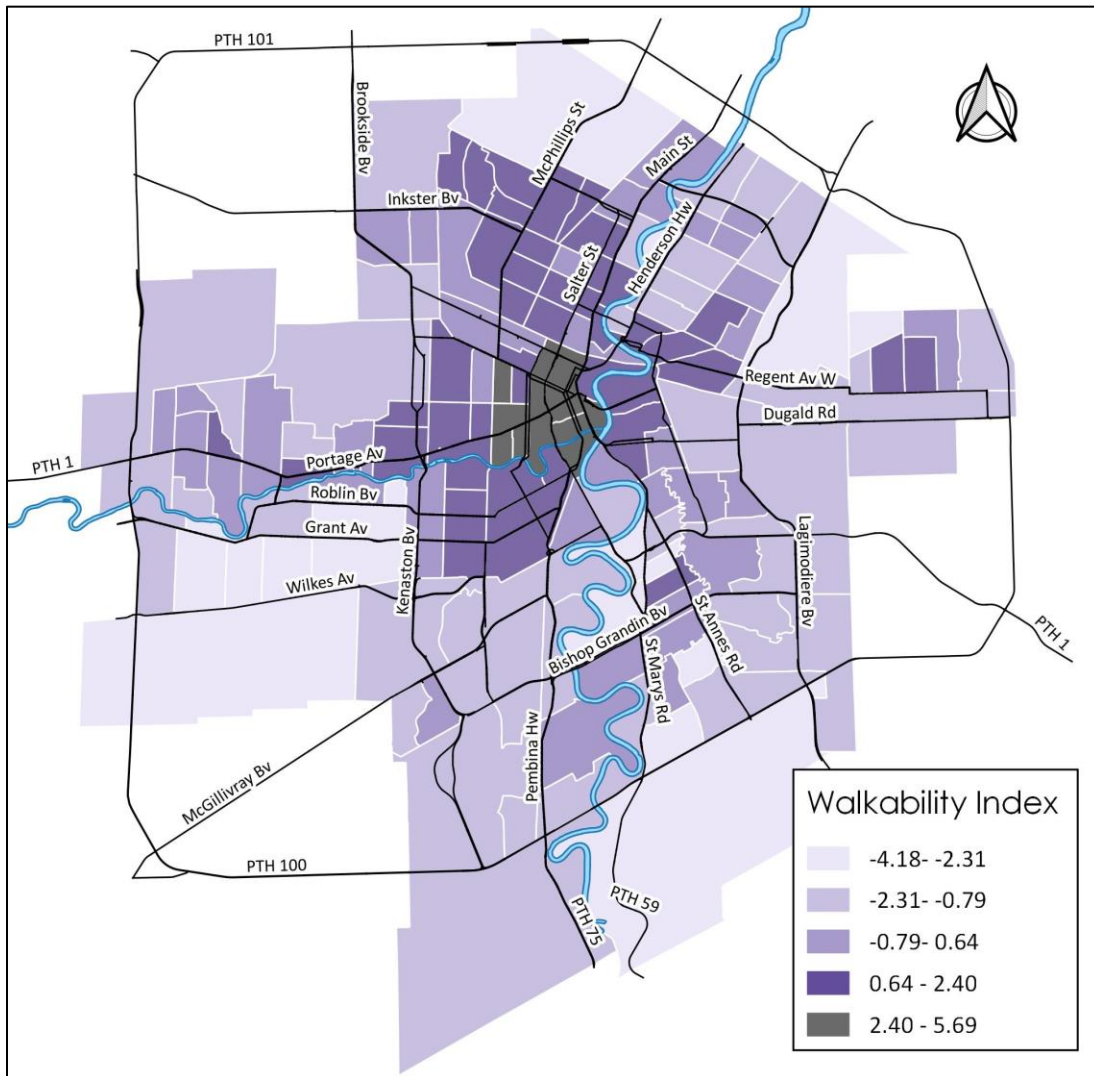 PTH 101
Brookside Bv
McPhillips St
Main St
Inkster Bv
Salter St
Henderson Hw
Regent Av W
Dugald Rd
PTH 1
Portage Av
Roblin Bv
Grant Av
Wilkes Av
Kenaston Bv
Lagimodiere Bv
St Annes Rd
PTH 1
Bishop Grandin Bv
St Marys Rd
Pembina Hw
McGillivray Bv
PTH 100
PTH 59
PTH 75
Walkability Index
-4.18- -2.31
-2.31- -0.79
-0.79- 0.64
0.64 - 2.40
2.40 - 5.69